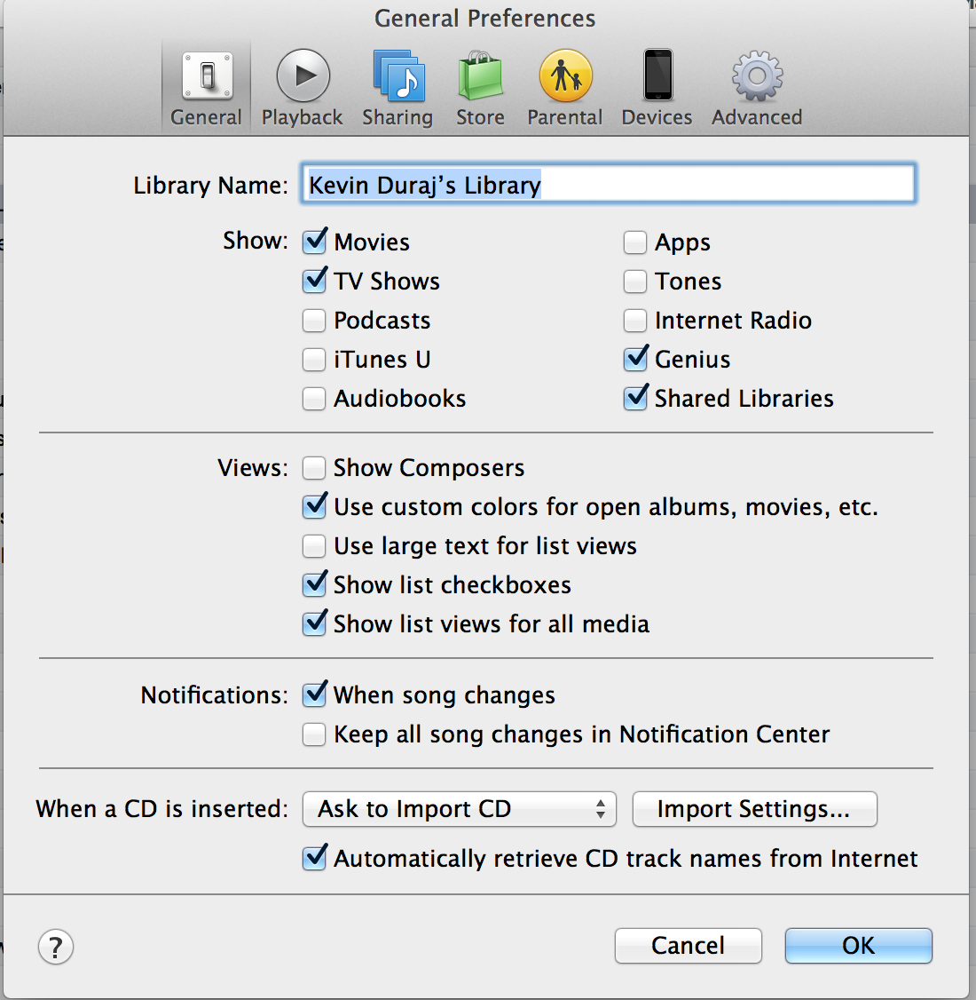 General Preferences
General Playback Sharing Store Parental Devices Advanced
Library Name: Kevin Duraj’s Library
Show: Movies Apps
TV Shows Tones
Podcasts Internet Radio
iTunes U Genius
Audiobooks Shared Libraries
Views: Show Composers
Use custom colors for open albums, movies, etc.
Use large text for list views
Show list checkboxes
Show list views for all media
Notifications: When song changes
Keep all song changes in Notification Center
When a CD is inserted: Ask to Import CD Import Settings...
Automatically retrieve CD track names from Internet
? Cancel OK